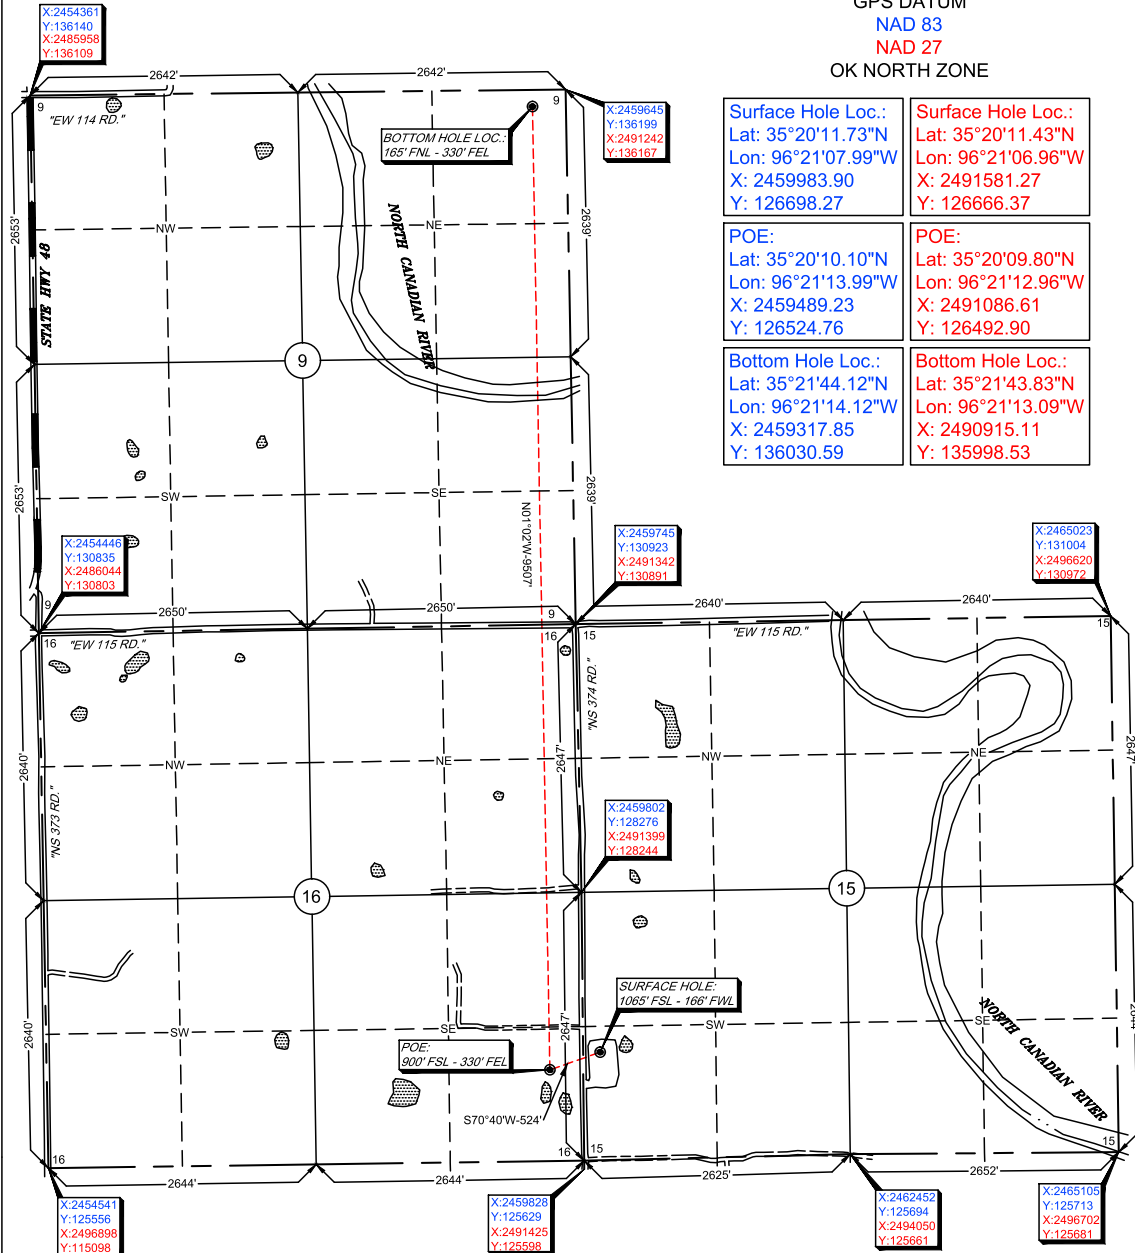 GPS DATUM
NAD 83
NAD 27
OK NORTH ZONE
Surface Hole Loc.:
Lat: 35°20'11.73"N
Lon: 96°21'07.99"W
X: 2459983.90
Y: 126698.27
Surface Hole Loc.:
Lat: 35°20'11.43"N
Lon: 96°21'06.96"W
X: 2491581.27
Y: 126666.37
POE:
Lat: 35°20'10.10"N
Lon: 96°21'13.99"W
X: 2459489.23
Y: 126524.76
POE:
Lat: 35°20'09.80"N
Lon: 96°21'12.96"W
X: 2491086.61
Y: 126492.90
Bottom Hole Loc.:
Lat: 35°21'44.12"N
Lon: 96°21'14.12"W
X: 2459317.85
Y: 136030.59
Bottom Hole Loc.:
Lat: 35°21'43.83"N
Lon: 96°21'13.09"W
X: 2490915.11
Y: 135998.53
X:2454361
Y:136140
X:2485958
Y:136109
2642'
2642'
9
"EW 114 RD."
9
BOTTOM HOLE LOC.:
165' FNL - 330' FEL
X:2459645
Y:136199
X:2491242
Y:136167
2653'
NW
NE
2639'
STATE HWY 48
NORTH CANADIAN RIVER
9
2653'
SW
SE
2639'
N01°02'W-9507'
X:2454446
Y:130835
X:2486044
Y:130803
X:2459745
Y:130923
X:2491342
Y:130891
X:2465023
Y:131004
X:2496620
Y:130972
9
2650'
2650'
9
2640'
2640'
16
"EW 115 RD."
16
15
"EW 115 RD."
15
"NS 374 RD."
2640'
NW
NE
2647'
NW
NE
2647'
"NS 373 RD."
X:2459802
Y:128276
X:2491399
Y:128244
16
15
SURFACE HOLE:
1065' FSL - 166' FWL
2640'
SW
SE
2647'
SW
SE
NORTH CANADIAN RIVER
POE:
900' FSL - 330' FEL
S70°40'W-524'
16
16
15
15
2644'
2644'
2625'
2652'
X:2454541
Y:125556
X:2496898
Y:115098
X:2459828
Y:125629
X:2491425
Y:125598
X:2462452
Y:125694
X:2494050
Y:125661
X:2465105
Y:125713
X:2496702
Y:125681